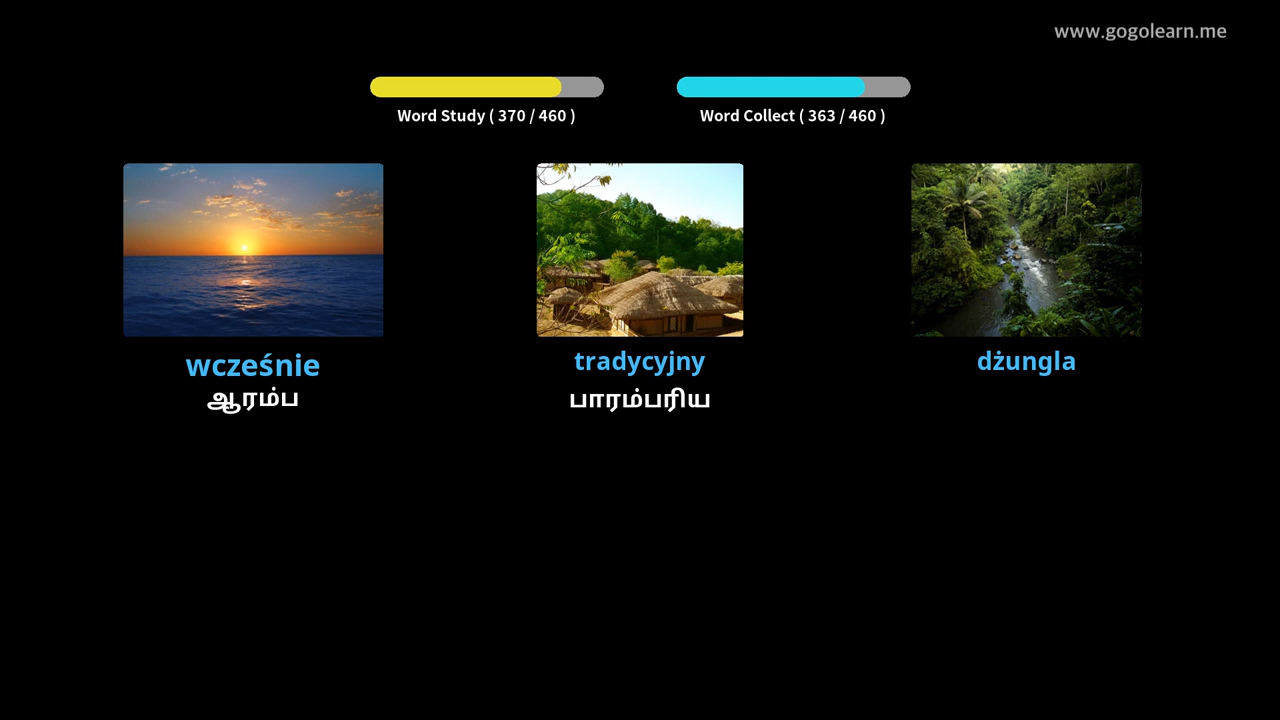 www.gogolearn.me
Word Study ( 370 / 460 )
Word Collect ( 363 / 460 )
wcześnie
tradycyjny
dżungla
ஆரம்ப
பாரம்பரிய